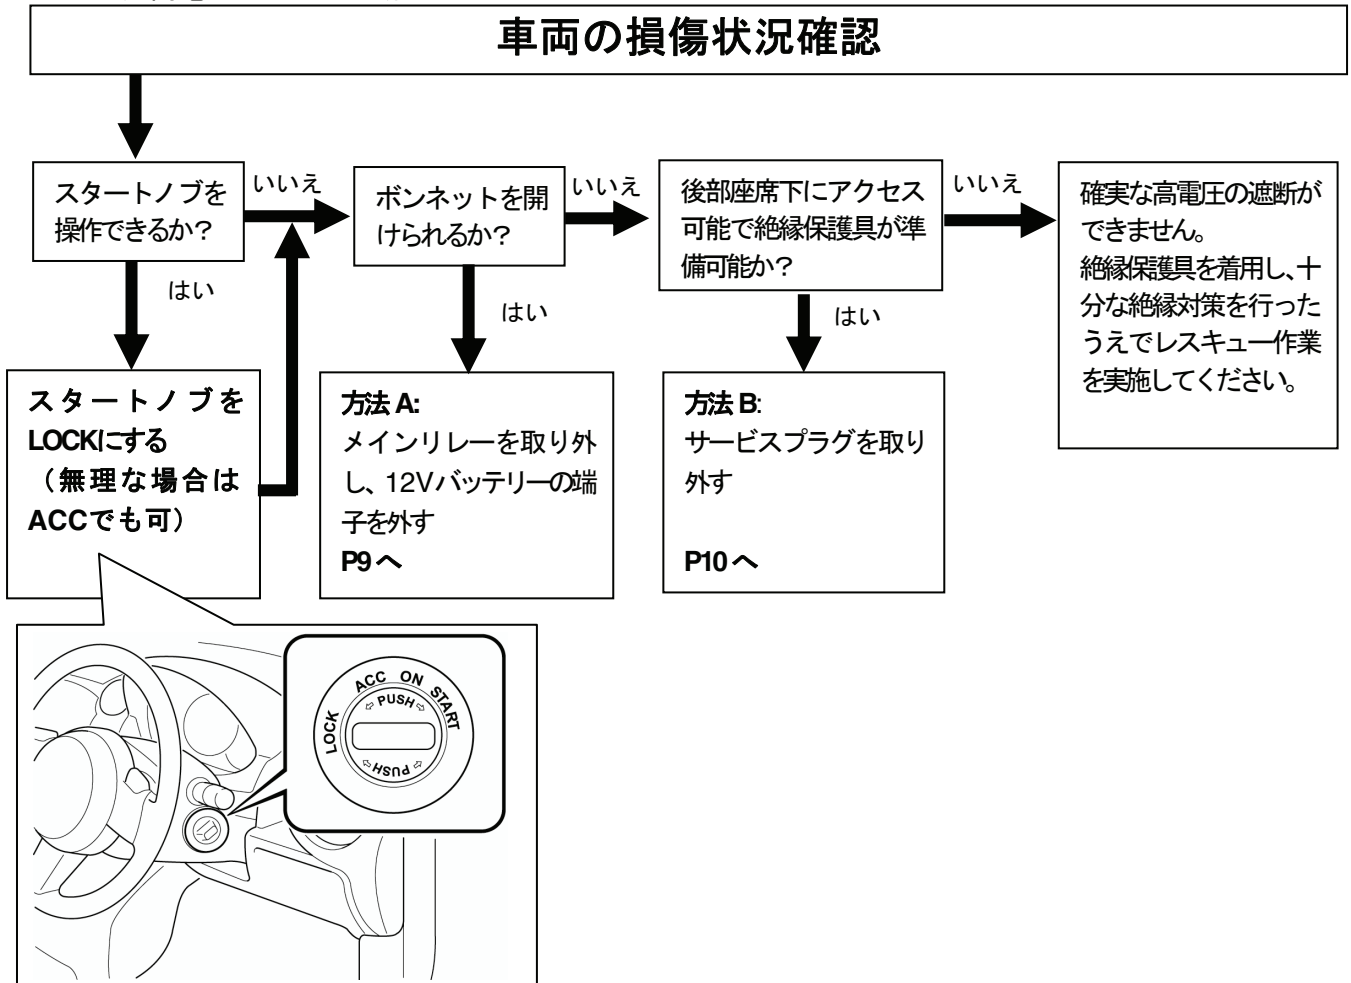 車両の損傷状況確認
スタートノブを
操作できるか?
いいえ
はい
ボンネットを開
けられるか?
いいえ
はい
後部座席下にアクセス
可能で絶縁保護具が準
備可能か?
いいえ
はい
確実な高電圧の遮断が
できません。
絶縁保護具を着用し、十
分な絶縁対策を行った
うえでレスキュー作業
を実施してください。
スタートノブを
LOCKにする
(無理な場合は
ACCでも可)
方法 A:
メインリレーを取り外
し、12Vバッテリーの端
子を外す
P9 へ
方法 B:
サービスプラグを取り
外す
P10 へ
LOCK ACC ON START
PUSH
PUSH